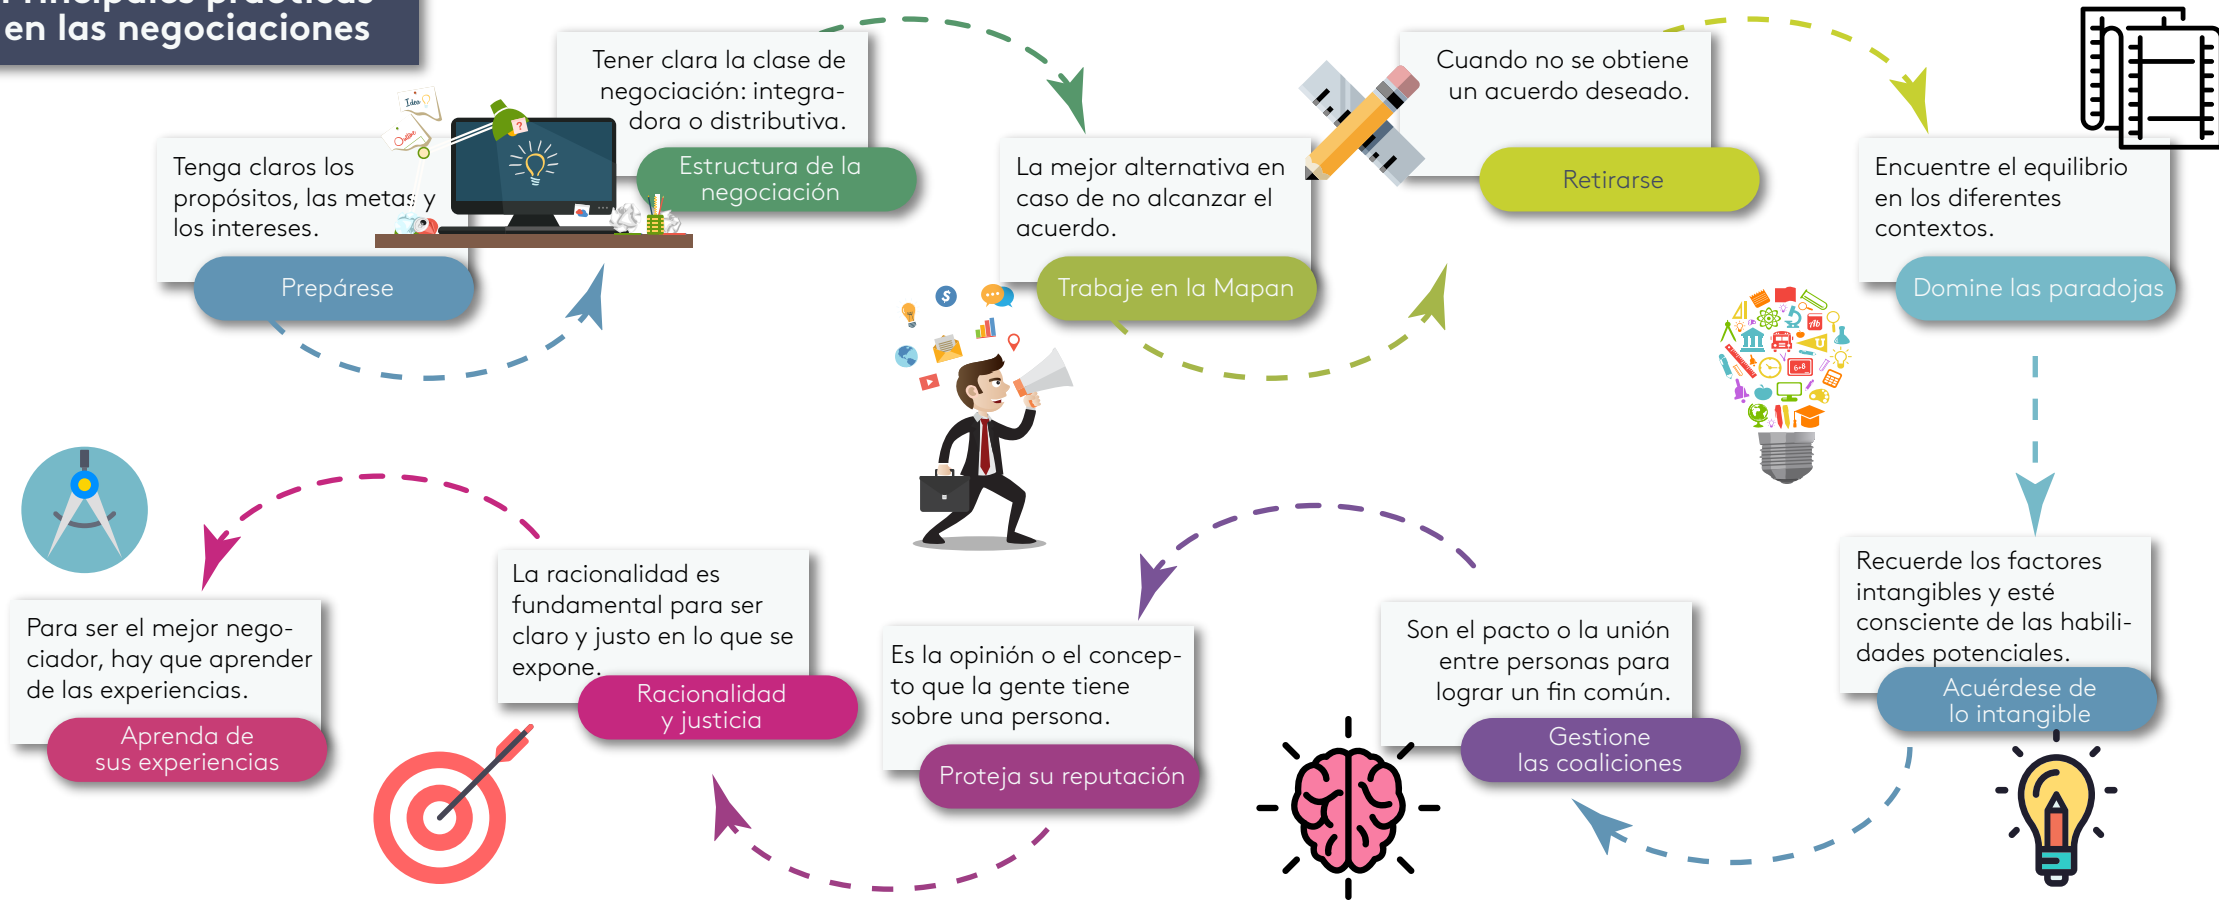 Principales prácticas
en las negociaciones
Tenga claros los
propósitos, las metas y
los intereses.
Prepárese
Idea
Outline
?
Tener clara la clase de
negociación: integra-
dora o distributiva.
Estructura de la
negociación
La mejor alternativa en
caso de no alcanzar el
acuerdo.
Trabaje en la Mapan
$
Cuando no se obtiene
un acuerdo deseado.
Retirarse
Encuentre el equilibrio
en los diferentes
contextos.
Domine las paradojas
Ab
Recuerde los factores
intangibles y esté
consciente de las habili-
dades potenciales.
Acuérdese de
lo intangible
Son el pacto o la unión
entre personas para
lograr un fin común.
Gestione
las coaliciones
Es la opinión o el concep-
to que la gente tiene
sobre una persona.
Proteja su reputación
La racionalidad es
fundamental para ser
claro y justo en lo que se
expone.
Racionalidad
y justicia
Para ser el mejor nego-
ciador, hay que aprender
de las experiencias.
Aprenda de
sus experiencias